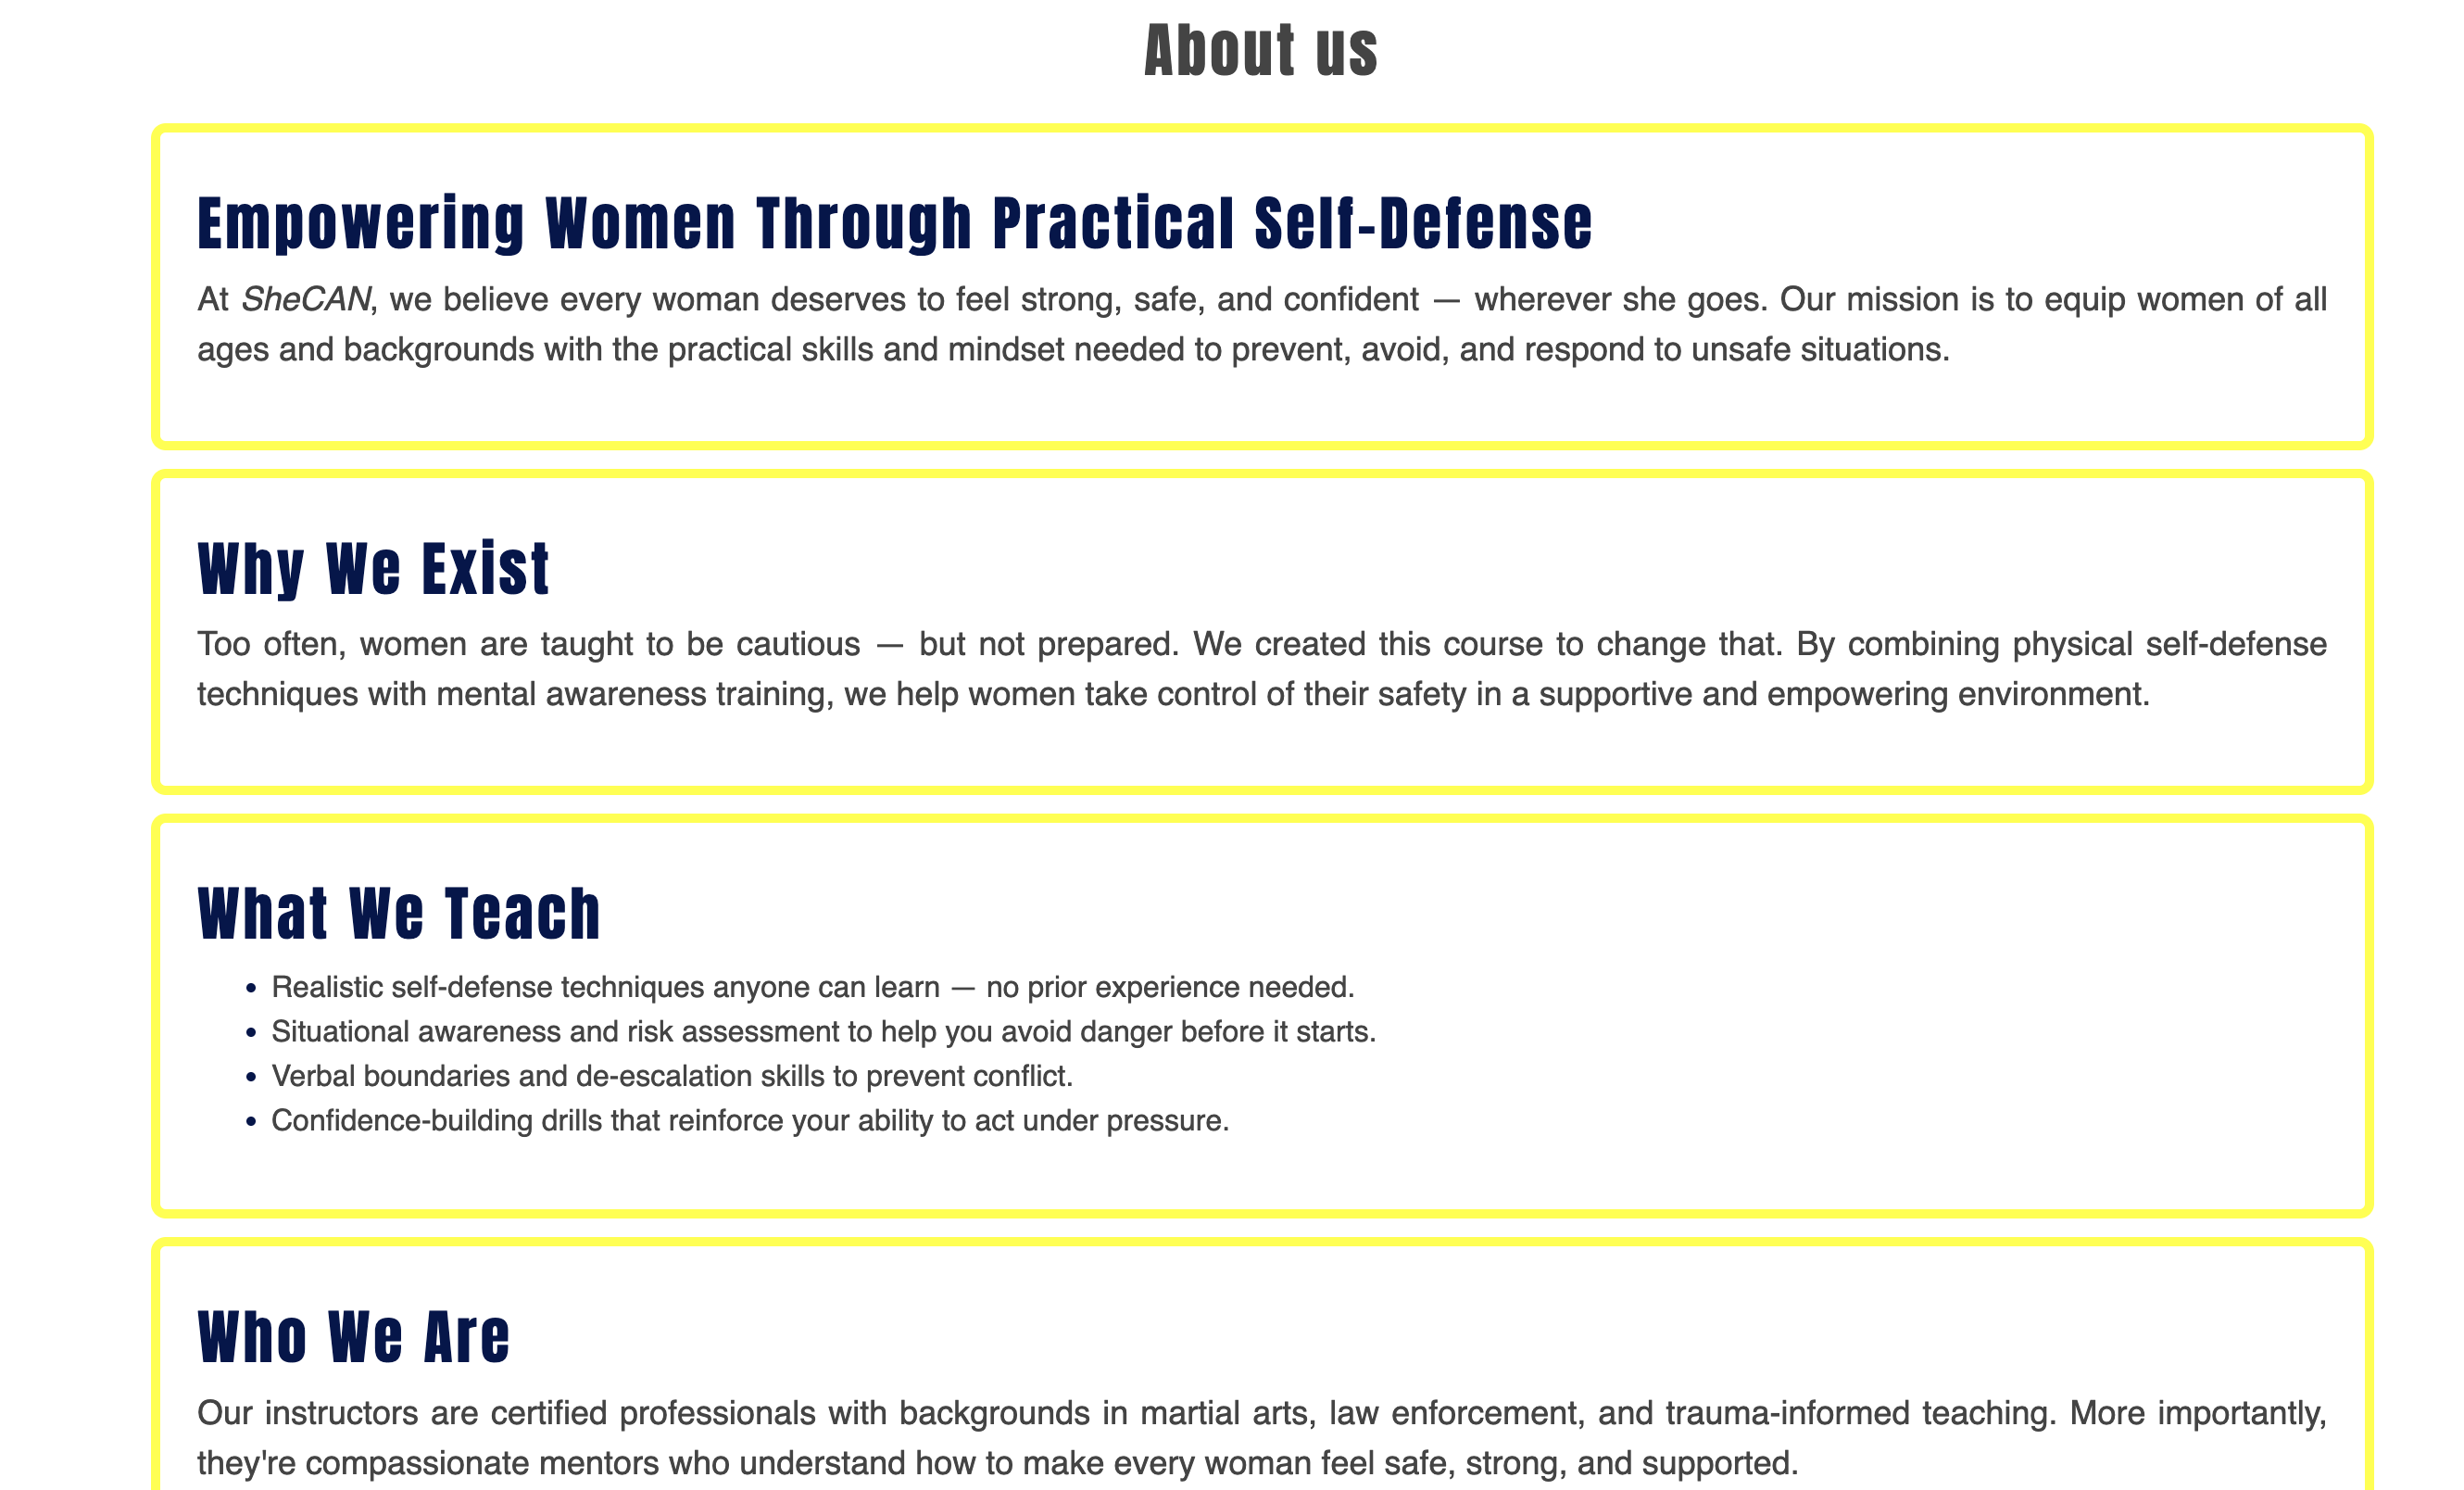 About us
Empowering Women Through Practical Self-Defense
At SheCAN, we believe every woman deserves to feel strong, safe, and confident — wherever she goes. Our mission is to equip women of all
ages and backgrounds with the practical skills and mindset needed to prevent, avoid, and respond to unsafe situations.
Why We Exist
Too often, women are taught to be cautious — but not prepared. We created this course to change that. By combining physical self-defense
techniques with mental awareness training, we help women take control of their safety in a supportive and empowering environment.
What We Teach
• Realistic self-defense techniques anyone can learn — no prior experience needed.
• Situational awareness and risk assessment to help you avoid danger before it starts.
• Verbal boundaries and de-escalation skills to prevent conflict.
• Confidence-building drills that reinforce your ability to act under pressure.
Who We Are
Our instructors are certified professionals with backgrounds in martial arts, law enforcement, and trauma-informed teaching. More importantly,
they're compassionate mentors who understand how to make every woman feel safe, strong, and supported.